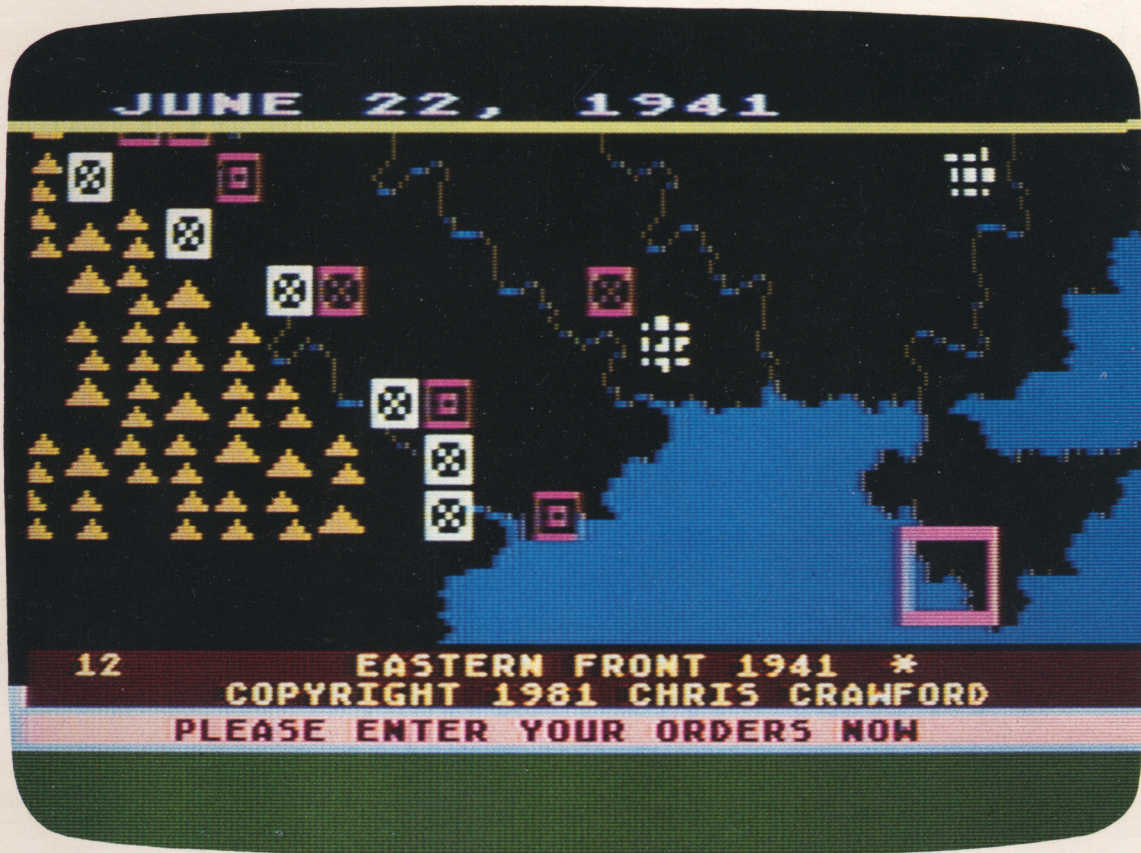 JUNE 22, 1941
12 EASTERN FRONT 1941 *
COPYRIGHT 1981 CHRIS CRAWFORD
PLEASE ENTER YOUR ORDERS NOW